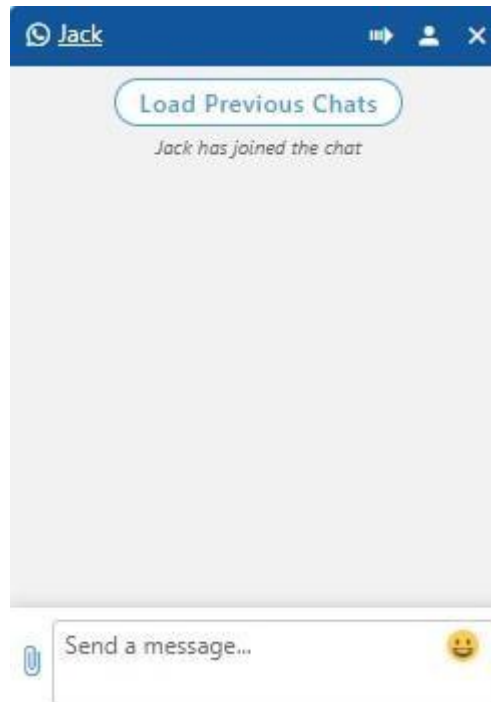 Jack
Load Previous Chats
Jack has joined the chat
Send a message...